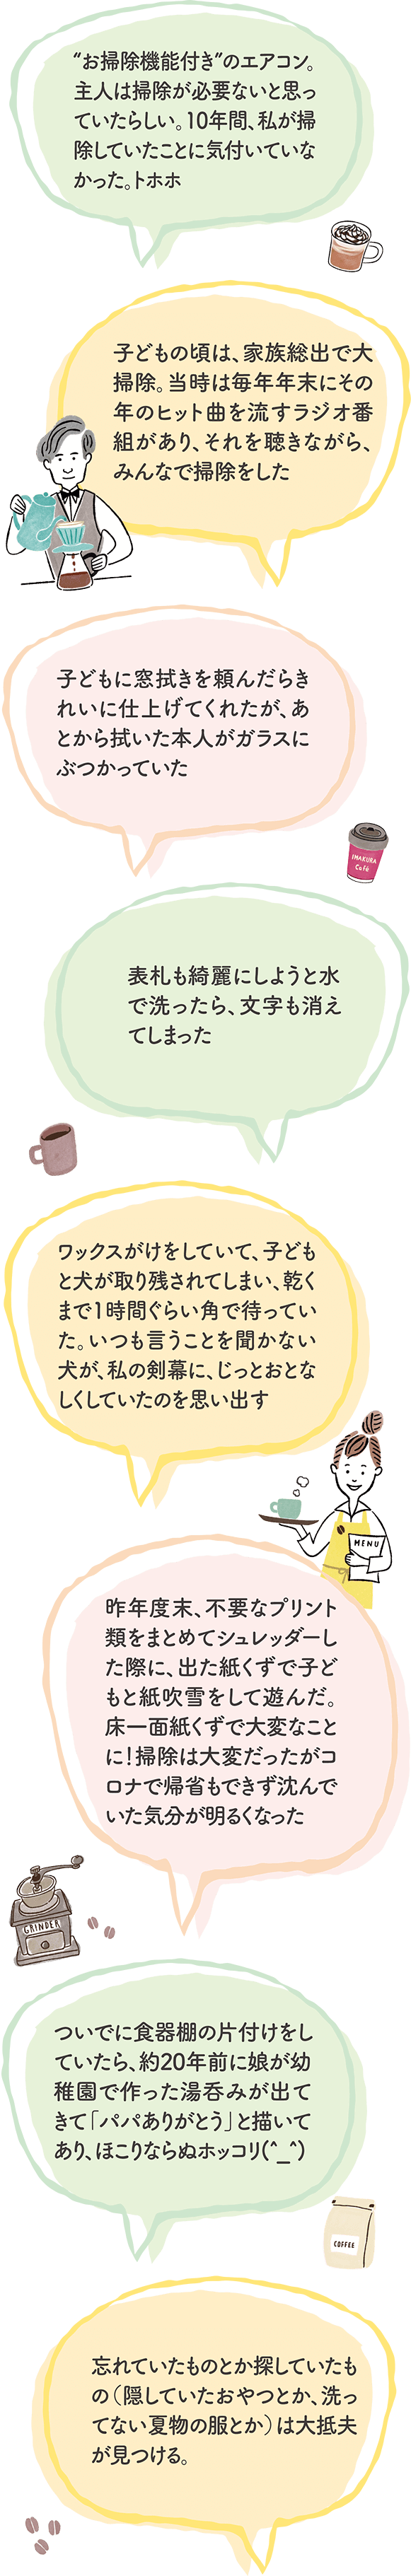 “お掃除機能付き”のエアコン。
主人は掃除が必要ないと思っ
ていたらしい。10年間、私が掃
除していたことに気付いていな
かった。トホホ
子どもの頃は、家族総出で大
掃除。当時は毎年年末にその
年のヒット曲を流すラジオ番
組があり、それを聴きながら、
みんなで掃除をした
子どもに窓拭きを頼んだらき
れいに仕上げてくれたが、あ
とから拭いた本人がガラスに
ぶつかっていた
IMAKURA
Café
表札も綺麗にしようと水
で洗ったら、文字も消え
てしまった
ワックスがけをしていて、子ども
と犬が取り残されてしまい、乾く
まで1時間ぐらい角で待ってい
た。いつも言うことを聞かない
犬が、私の剣幕に、じっとおとな
しくしていたのを思い出す
MENU
昨年度末、不要なプリント
類をまとめてシュレッダーし
た際に、出た紙くずで子ど
もと紙吹雪をして遊んだ。
床一面紙くずで大変なこと
に！掃除は大変だったがコ
ロナで帰省もできず沈んで
いた気分が明るくなった
GRINDER
ついでに食器棚の片付けをし
ていたら、約20年前に娘が幼
稚園で作った湯呑みが出て
きて「パパありがとう」と描いて
あり、ほこりならぬホッコリ(^_^)
COFFEE
忘れていたものとか探していたも
の（隠していたおやつとか、洗っ
てない夏物の服とか）は大抵夫
が見つける。